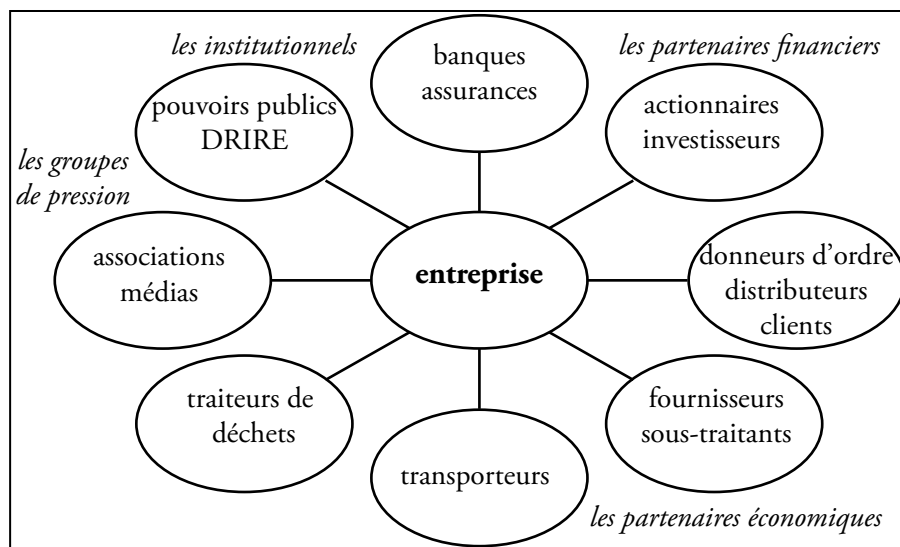 les institutionnels
banques
assurances
les partenaires financiers
pouvoirs publics
DRIRE
actionnaires
investisseurs
les groupes
de pression
associations
médias
entreprise
donneurs d'ordre
distributeurs
clients
traiteurs de
déchets
transporteurs
fournisseurs
sous-traitants
les partenaires économiques